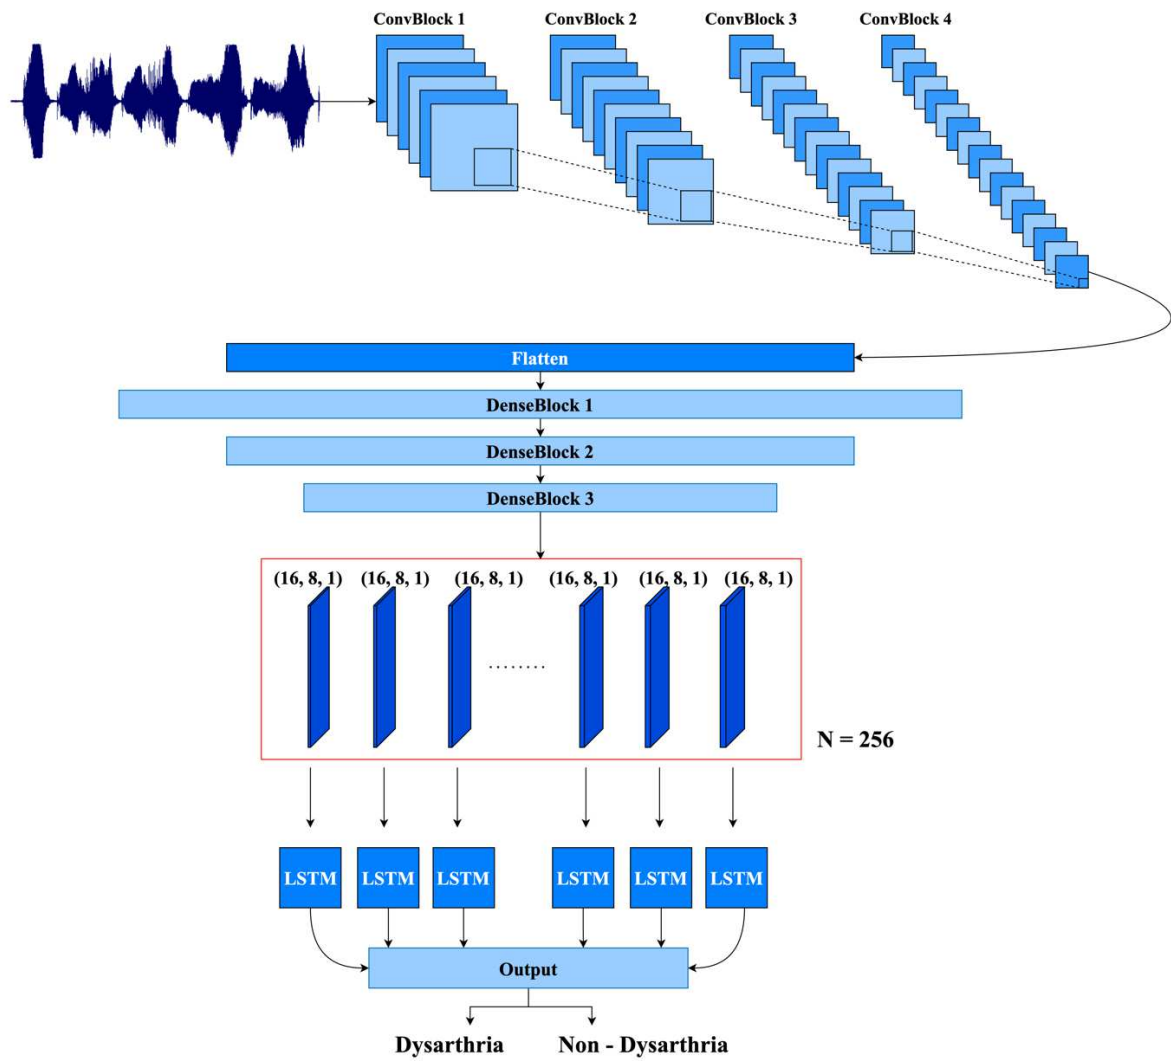 ConvBlock 1 ConvBlock 2 ConvBlock 3 ConvBlock 4
Flatten
DenseBlock 1
DenseBlock 2
DenseBlock 3
(16, 8, 1) (16, 8, 1) (16, 8, 1) (16, 8, 1) (16, 8, 1) (16, 8, 1)
........
N = 256
LSTM LSTM LSTM LSTM LSTM LSTM
Output
Dysarthria Non - Dysarthria